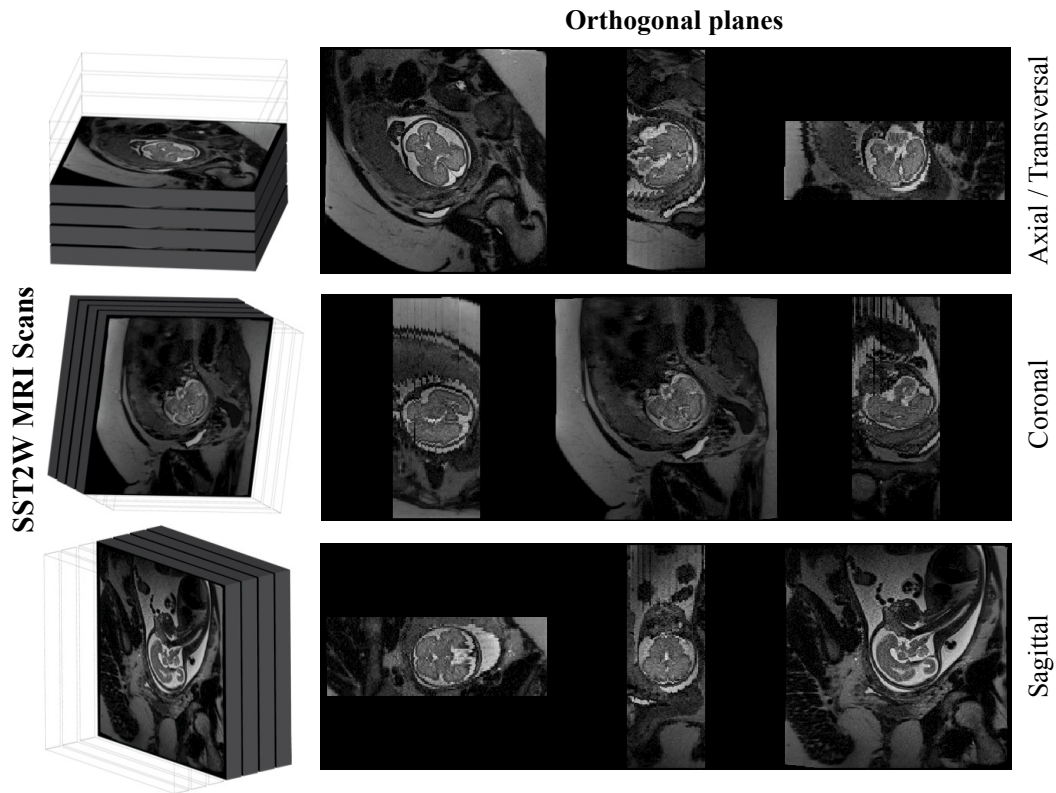 Orthogonal planes
SST2W MRI Scans
Axial / Transversal
Coronal
Sagittal